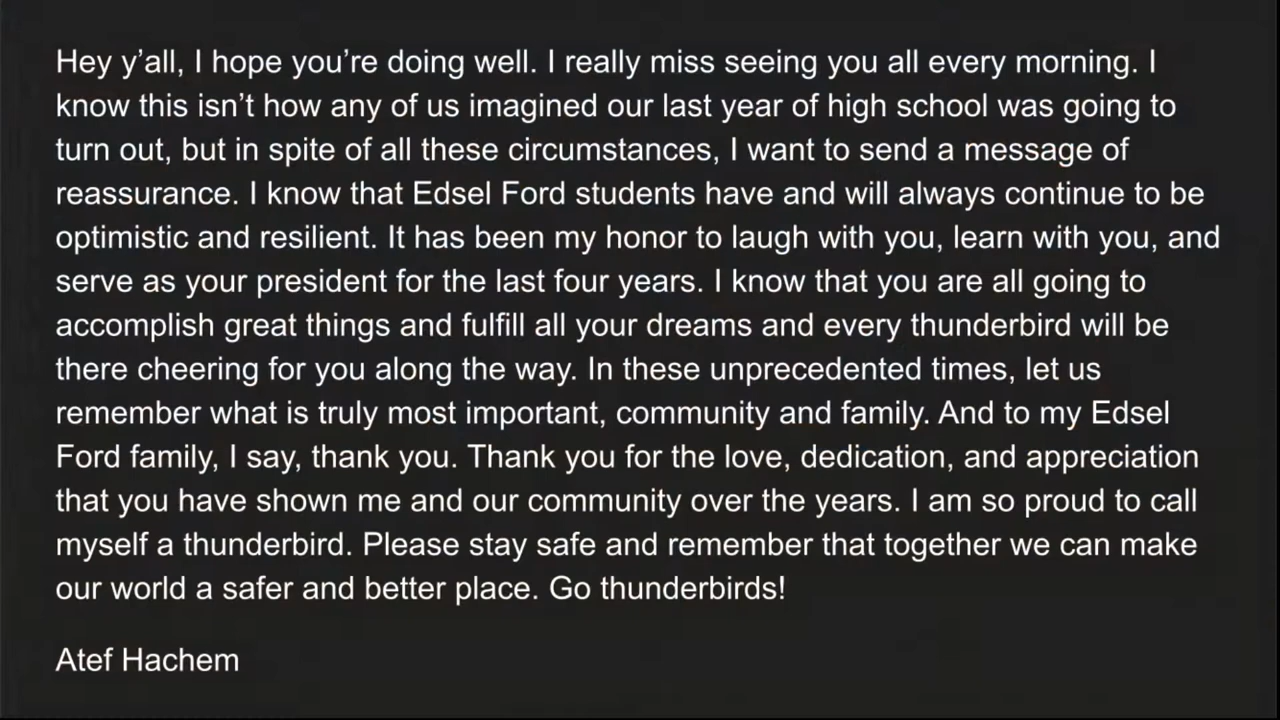 Hey y’all, I hope you’re doing well. I really miss seeing you all every morning. I
know this isn’t how any of us imagined our last year of high school was going to
turn out, but in spite of all these circumstances, I want to send a message of
reassurance. I know that Edsel Ford students have and will always continue to be
optimistic and resilient. It has been my honor to laugh with you, learn with you, and
serve as your president for the last four years. I know that you are all going to
accomplish great things and fulfill all your dreams and every thunderbird will be
there cheering for you along the way. In these unprecedented times, let us
remember what is truly most important, community and family. And to my Edsel
Ford family, I say, thank you. Thank you for the love, dedication, and appreciation
that you have shown me and our community over the years. I am so proud to call
myself a thunderbird. Please stay safe and remember that together we can make
our world a safer and better place. Go thunderbirds!
Atef Hachem